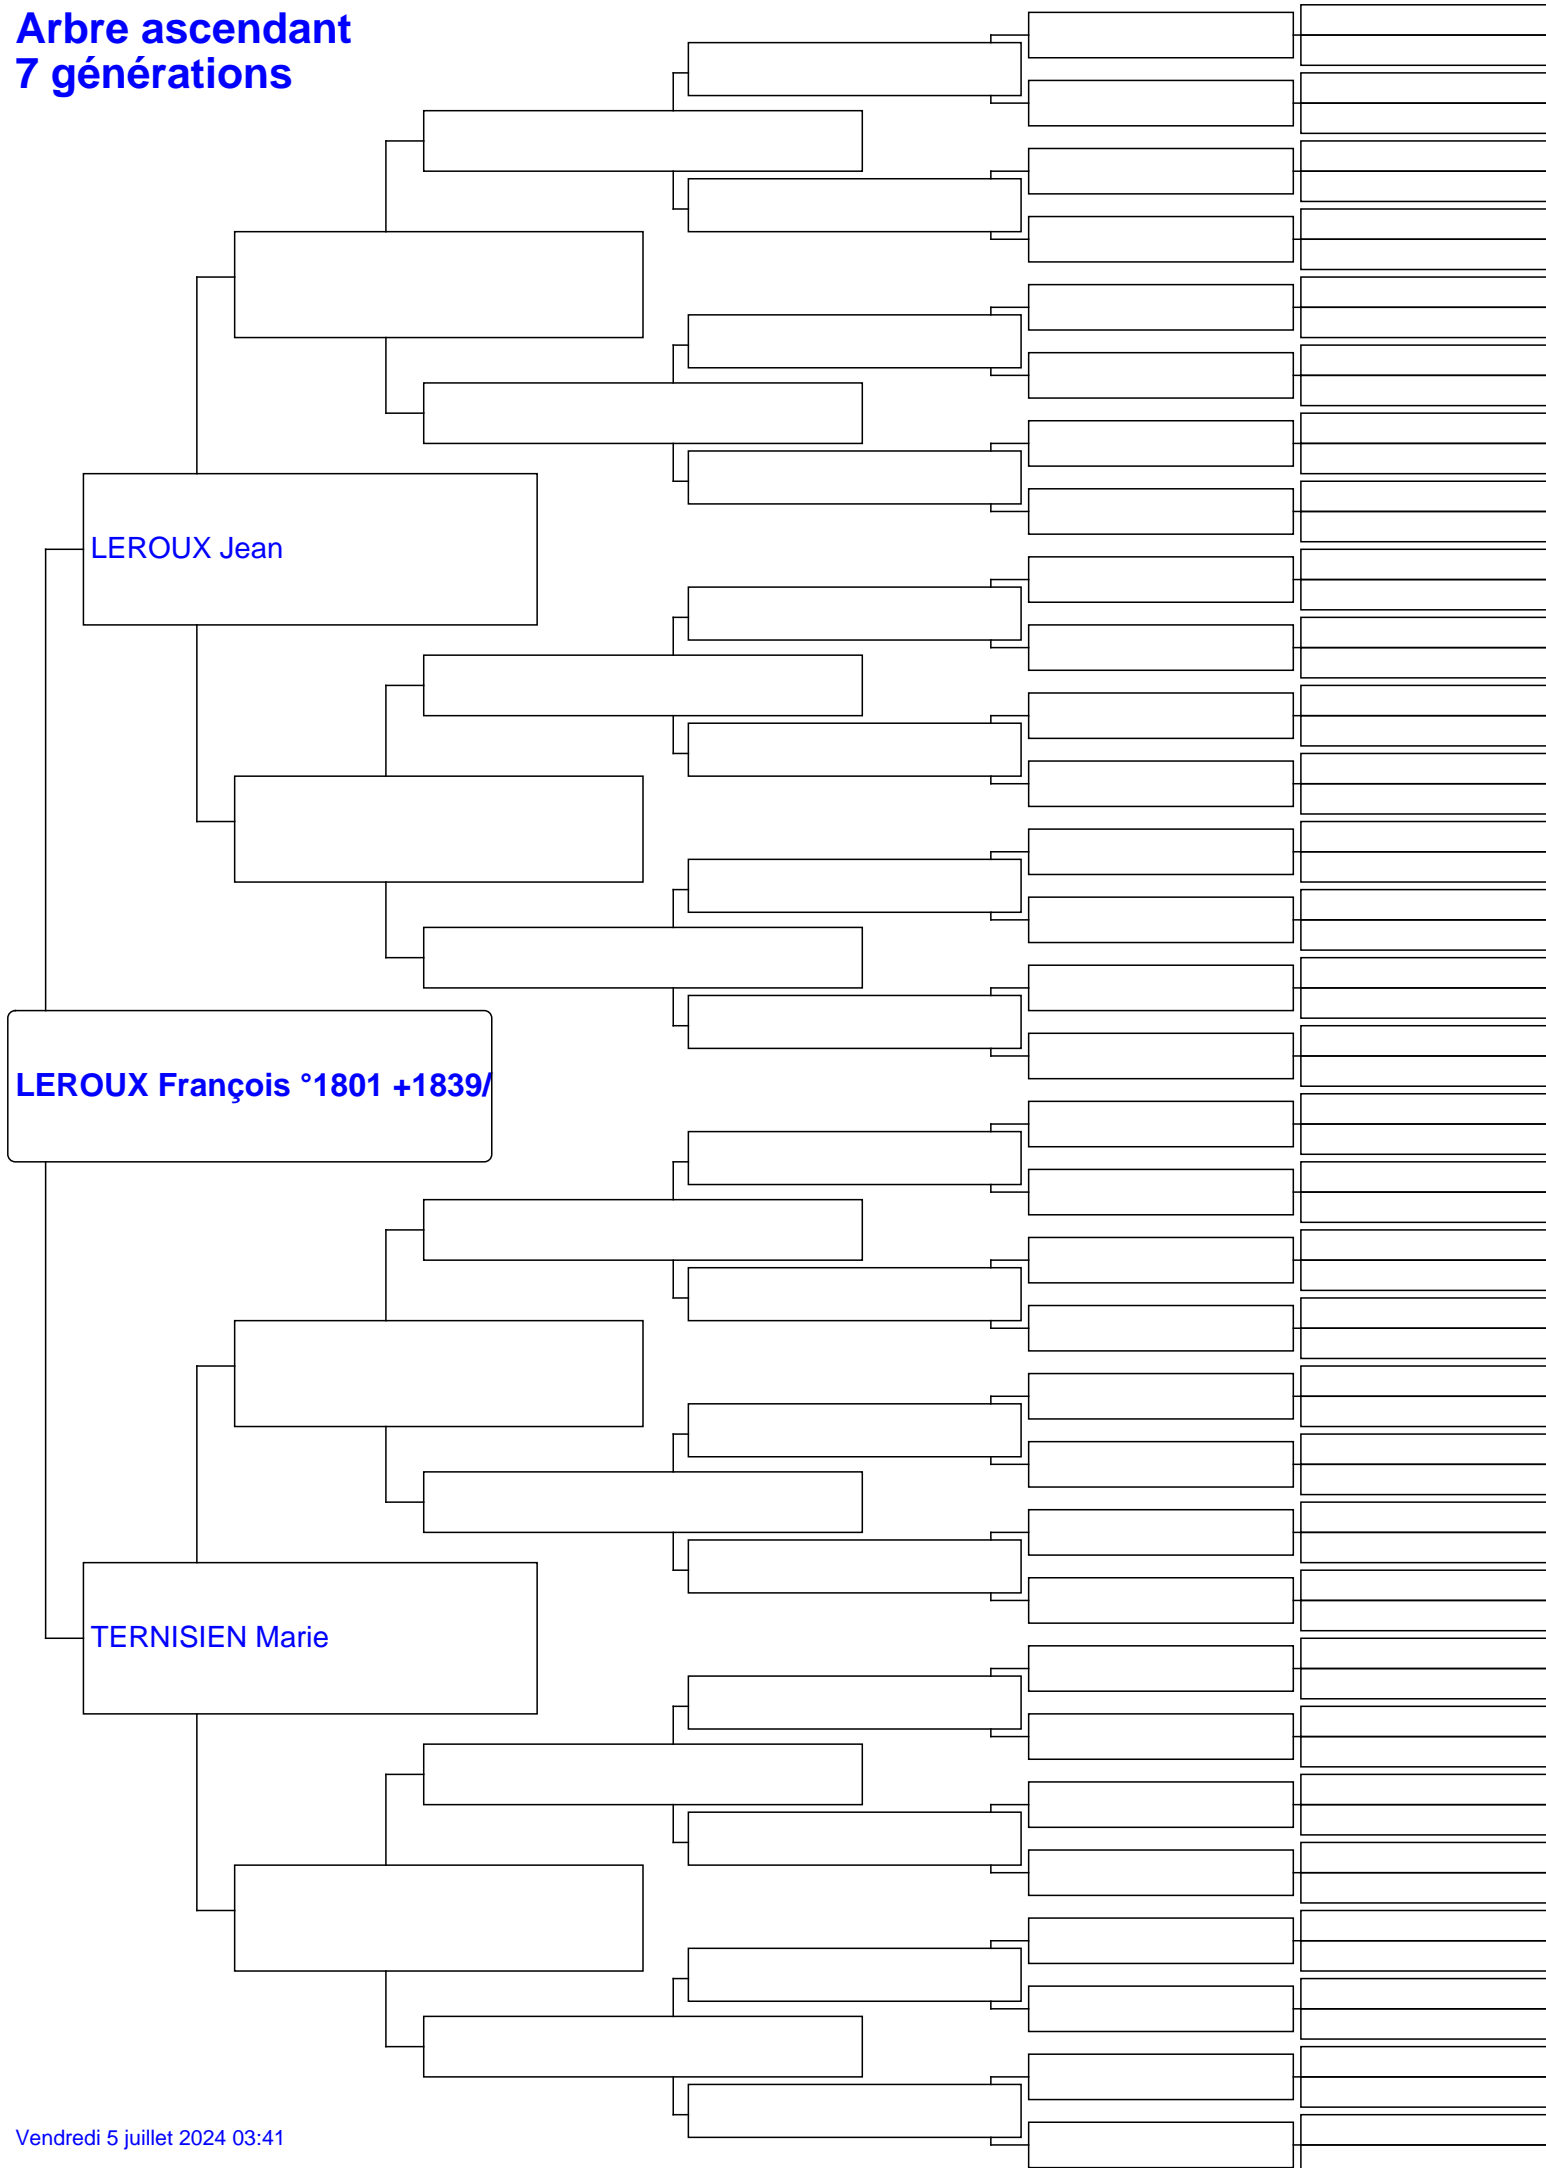 Arbre ascendant
7 générations
LEROUX Jean
LEROUX François °1801 +1839/
TERNISIEN Marie
Vendredi 5 juillet 2024 03:41